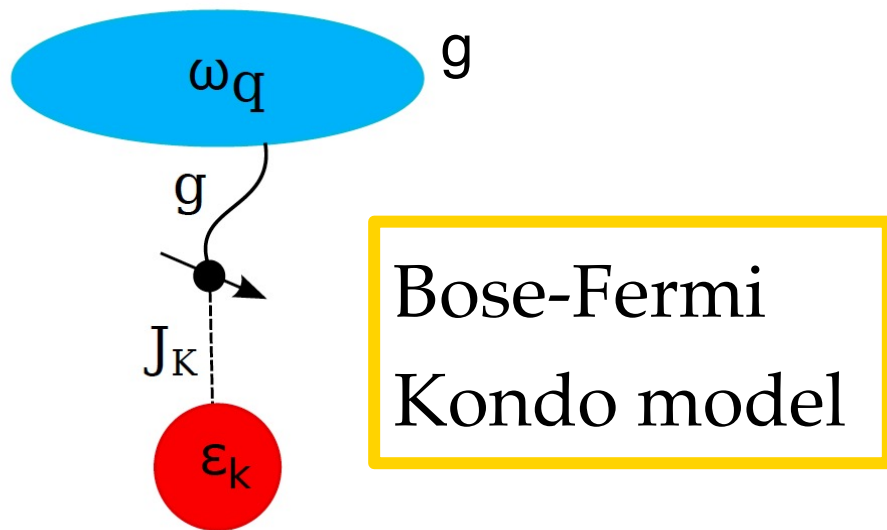 ωq
g
g
JK
εk
Bose-Fermi
Kondo model